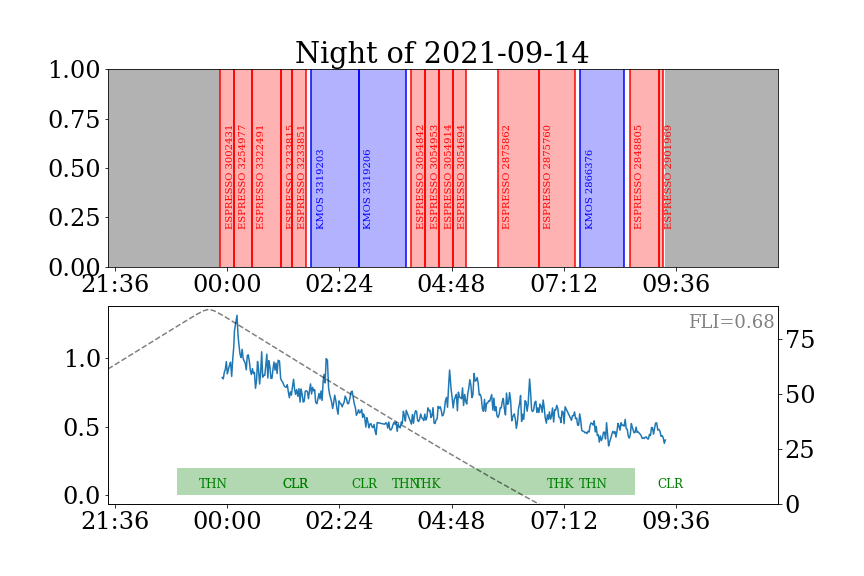 Night of 2021-09-14
1.00
0.75
0.50
0.25
0.00
ESPRESSO 3002431
ESPRESSO 3254977
ESPRESSO 3322491
ESPRESSO 3233815
ESPRESSO 3233851
KMOS 3319203
KMOS 3319206
ESPRESSO 3054842
ESPRESSO 3054953
ESPRESSO 3054914
ESPRESSO 3054694
ESPRESSO 2875862
ESPRESSO 2875760
KMOS 2866376
ESPRESSO 2848805
ESPRESSO 2901969
21:36 00:00 02:24 04:48 07:12 09:36
FLI=0.68
1.0
0.5
0.0
75
50
25
0
THN CLR CLR THN THK THK THN CLR
21:36 00:00 02:24 04:48 07:12 09:36